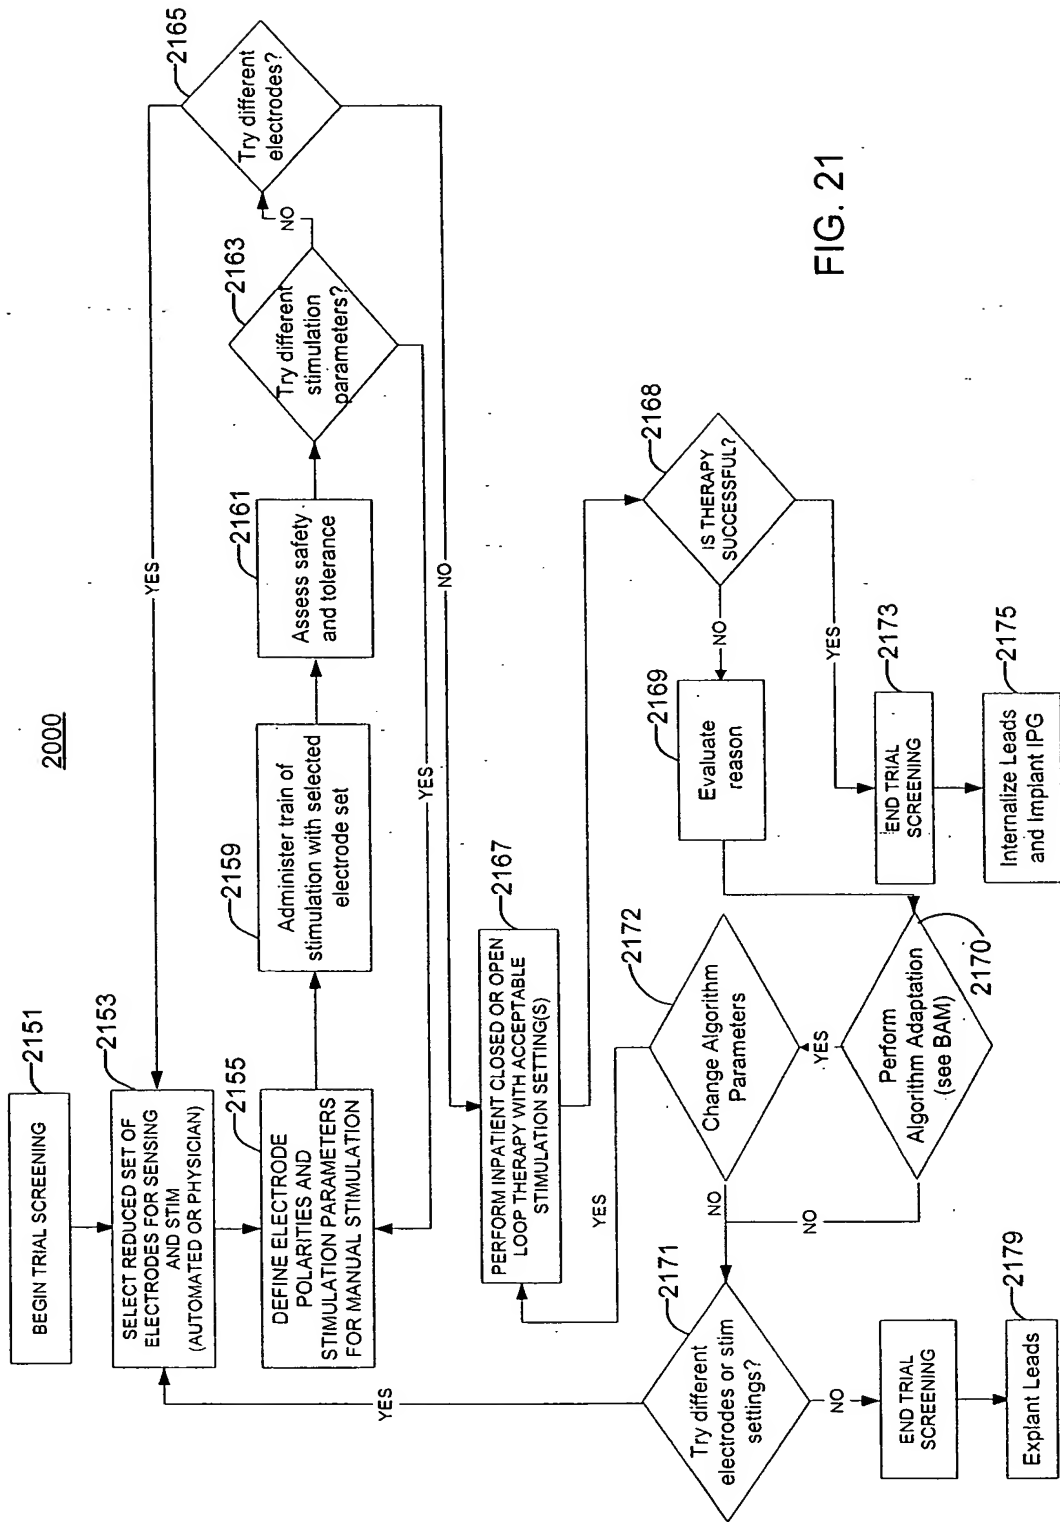 2000
BEGIN TRIAL SCREENING
2151
SELECT REDUCED SET OF
ELECTRODES FOR SENSING
AND STIM
(AUTOMATED OR PHYSICIAN)
2153
DEFINE ELECTRODE
POLARITIES AND
STIMULATION PARAMETERS
FOR MANUAL STIMULATION
2155
Administer train of
stimulation with selected
electrode set
2159
Assess safety
and tolerance
2161
Try different
stimulation
parameters?
2163
NO
YES
Try different
electrodes?
2165
YES
NO
PERFORM INPATIENT CLOSED OR OPEN
LOOP THERAPY WITH ACCEPTABLE
STIMULATION SETTING(S)
2167
IS THERAPY
SUCCESSFUL?
2168
NO
YES
Evaluate
reason
2169
END TRIAL
SCREENING
2173
Internalize Leads
and Implant IPG
2175
Perform
Algorithm Adaptation
(see BAM)
2170
YES
NO
Change Algorithm
Parameters
2172
YES
NO
Try different
electrodes or stim
settings?
2171
YES
NO
END TRIAL
SCREENING
Explant Leads
2179
FIG. 21